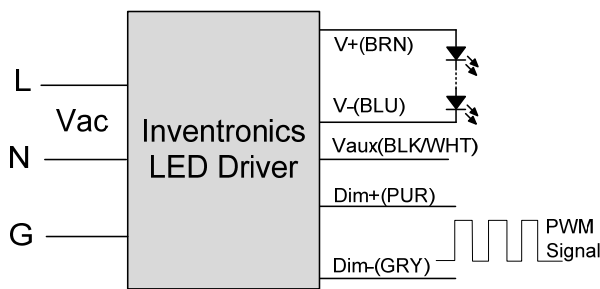 L
Vac
N
G
Inventronics
LED Driver
V+(BRN)
V-(BLU)
Vaux(BLK/WHT)
Dim+(PUR)
Dim-(GRY)
PWM
Signal